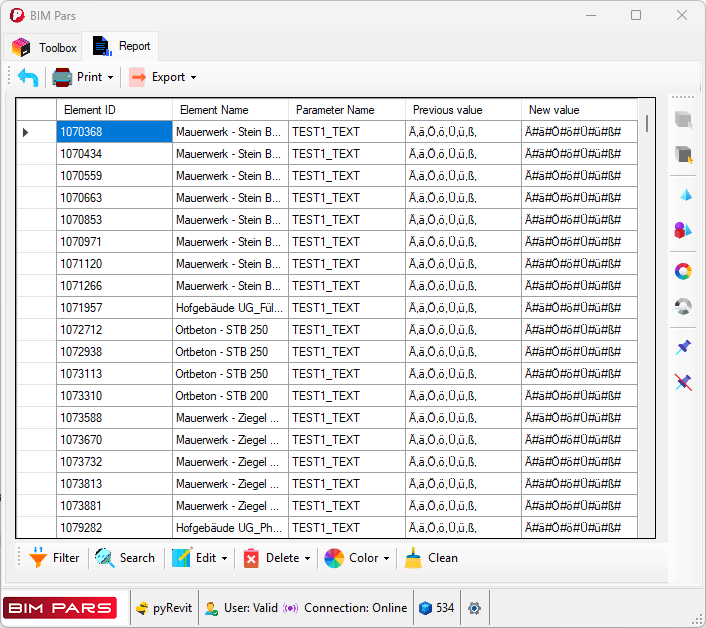 BIM Pars
Toolbox Report
Print Export
Element ID Element Name Parameter Name Previous value New value
1070368 Mauerwerk - Stein B... TEST1_TEXT Ä,ä,Ö,ö,Ü,ü,ß, Ä#ä#Ö#ö#Ü#ü#ß#
1070434 Mauerwerk - Stein B... TEST1_TEXT Ä,ä,Ö,ö,Ü,ü,ß, Ä#ä#Ö#ö#Ü#ü#ß#
1070559 Mauerwerk - Stein B... TEST1_TEXT Ä,ä,Ö,ö,Ü,ü,ß, Ä#ä#Ö#ö#Ü#ü#ß#
1070663 Mauerwerk - Stein B... TEST1_TEXT Ä,ä,Ö,ö,Ü,ü,ß, Ä#ä#Ö#ö#Ü#ü#ß#
1070853 Mauerwerk - Stein B... TEST1_TEXT Ä,ä,Ö,ö,Ü,ü,ß, Ä#ä#Ö#ö#Ü#ü#ß#
1070971 Mauerwerk - Stein B... TEST1_TEXT Ä,ä,Ö,ö,Ü,ü,ß, Ä#ä#Ö#ö#Ü#ü#ß#
1071120 Mauerwerk - Stein B... TEST1_TEXT Ä,ä,Ö,ö,Ü,ü,ß, Ä#ä#Ö#ö#Ü#ü#ß#
1071266 Mauerwerk - Stein B... TEST1_TEXT Ä,ä,Ö,ö,Ü,ü,ß, Ä#ä#Ö#ö#Ü#ü#ß#
1071957 Hofgebäude UG_Fül... TEST1_TEXT Ä,ä,Ö,ö,Ü,ü,ß, Ä#ä#Ö#ö#Ü#ü#ß#
1072712 Ortbeton - STB 250 TEST1_TEXT Ä,ä,Ö,ö,Ü,ü,ß, Ä#ä#Ö#ö#Ü#ü#ß#
1072938 Ortbeton - STB 250 TEST1_TEXT Ä,ä,Ö,ö,Ü,ü,ß, Ä#ä#Ö#ö#Ü#ü#ß#
1073113 Ortbeton - STB 250 TEST1_TEXT Ä,ä,Ö,ö,Ü,ü,ß, Ä#ä#Ö#ö#Ü#ü#ß#
1073310 Ortbeton - STB 200 TEST1_TEXT Ä,ä,Ö,ö,Ü,ü,ß, Ä#ä#Ö#ö#Ü#ü#ß#
1073588 Mauerwerk - Ziegel ... TEST1_TEXT Ä,ä,Ö,ö,Ü,ü,ß, Ä#ä#Ö#ö#Ü#ü#ß#
1073670 Mauerwerk - Ziegel ... TEST1_TEXT Ä,ä,Ö,ö,Ü,ü,ß, Ä#ä#Ö#ö#Ü#ü#ß#
1073732 Mauerwerk - Ziegel ... TEST1_TEXT Ä,ä,Ö,ö,Ü,ü,ß, Ä#ä#Ö#ö#Ü#ü#ß#
1073813 Mauerwerk - Ziegel ... TEST1_TEXT Ä,ä,Ö,ö,Ü,ü,ß, Ä#ä#Ö#ö#Ü#ü#ß#
1073881 Mauerwerk - Ziegel ... TEST1_TEXT Ä,ä,Ö,ö,Ü,ü,ß, Ä#ä#Ö#ö#Ü#ü#ß#
1079282 Hofgebäude UG_Ph... TEST1_TEXT Ä,ä,Ö,ö,Ü,ü,ß, Ä#ä#Ö#ö#Ü#ü#ß#
Filter Search Edit Delete Color Clean
BIM PARS pyRevit User: Valid Connection: Online 534